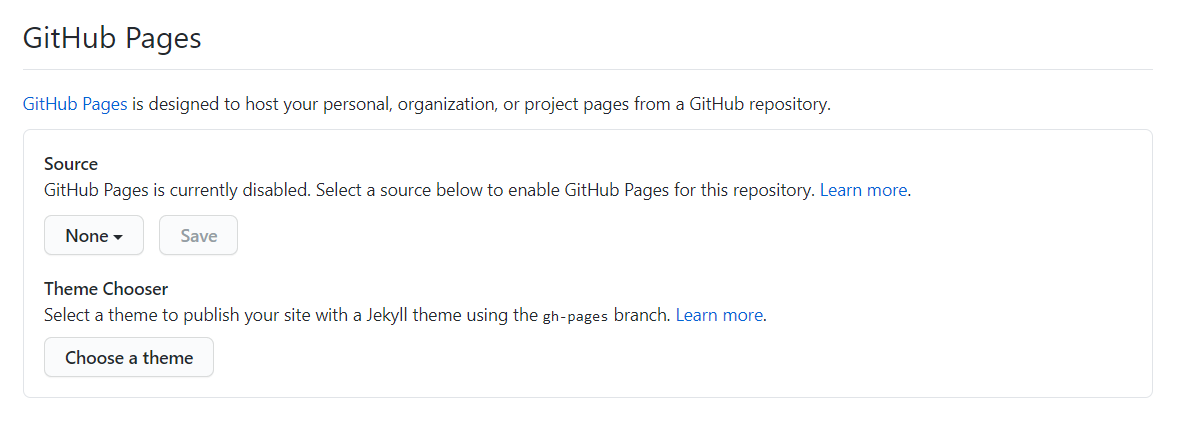 GitHub Pages
GitHub Pages is designed to host your personal, organization, or project pages from a GitHub repository.
Source
GitHub Pages is currently disabled. Select a source below to enable GitHub Pages for this repository. Learn more.
None Save
Theme Chooser
Select a theme to publish your site with a Jekyll theme using the gh-pages branch. Learn more.
Choose a theme